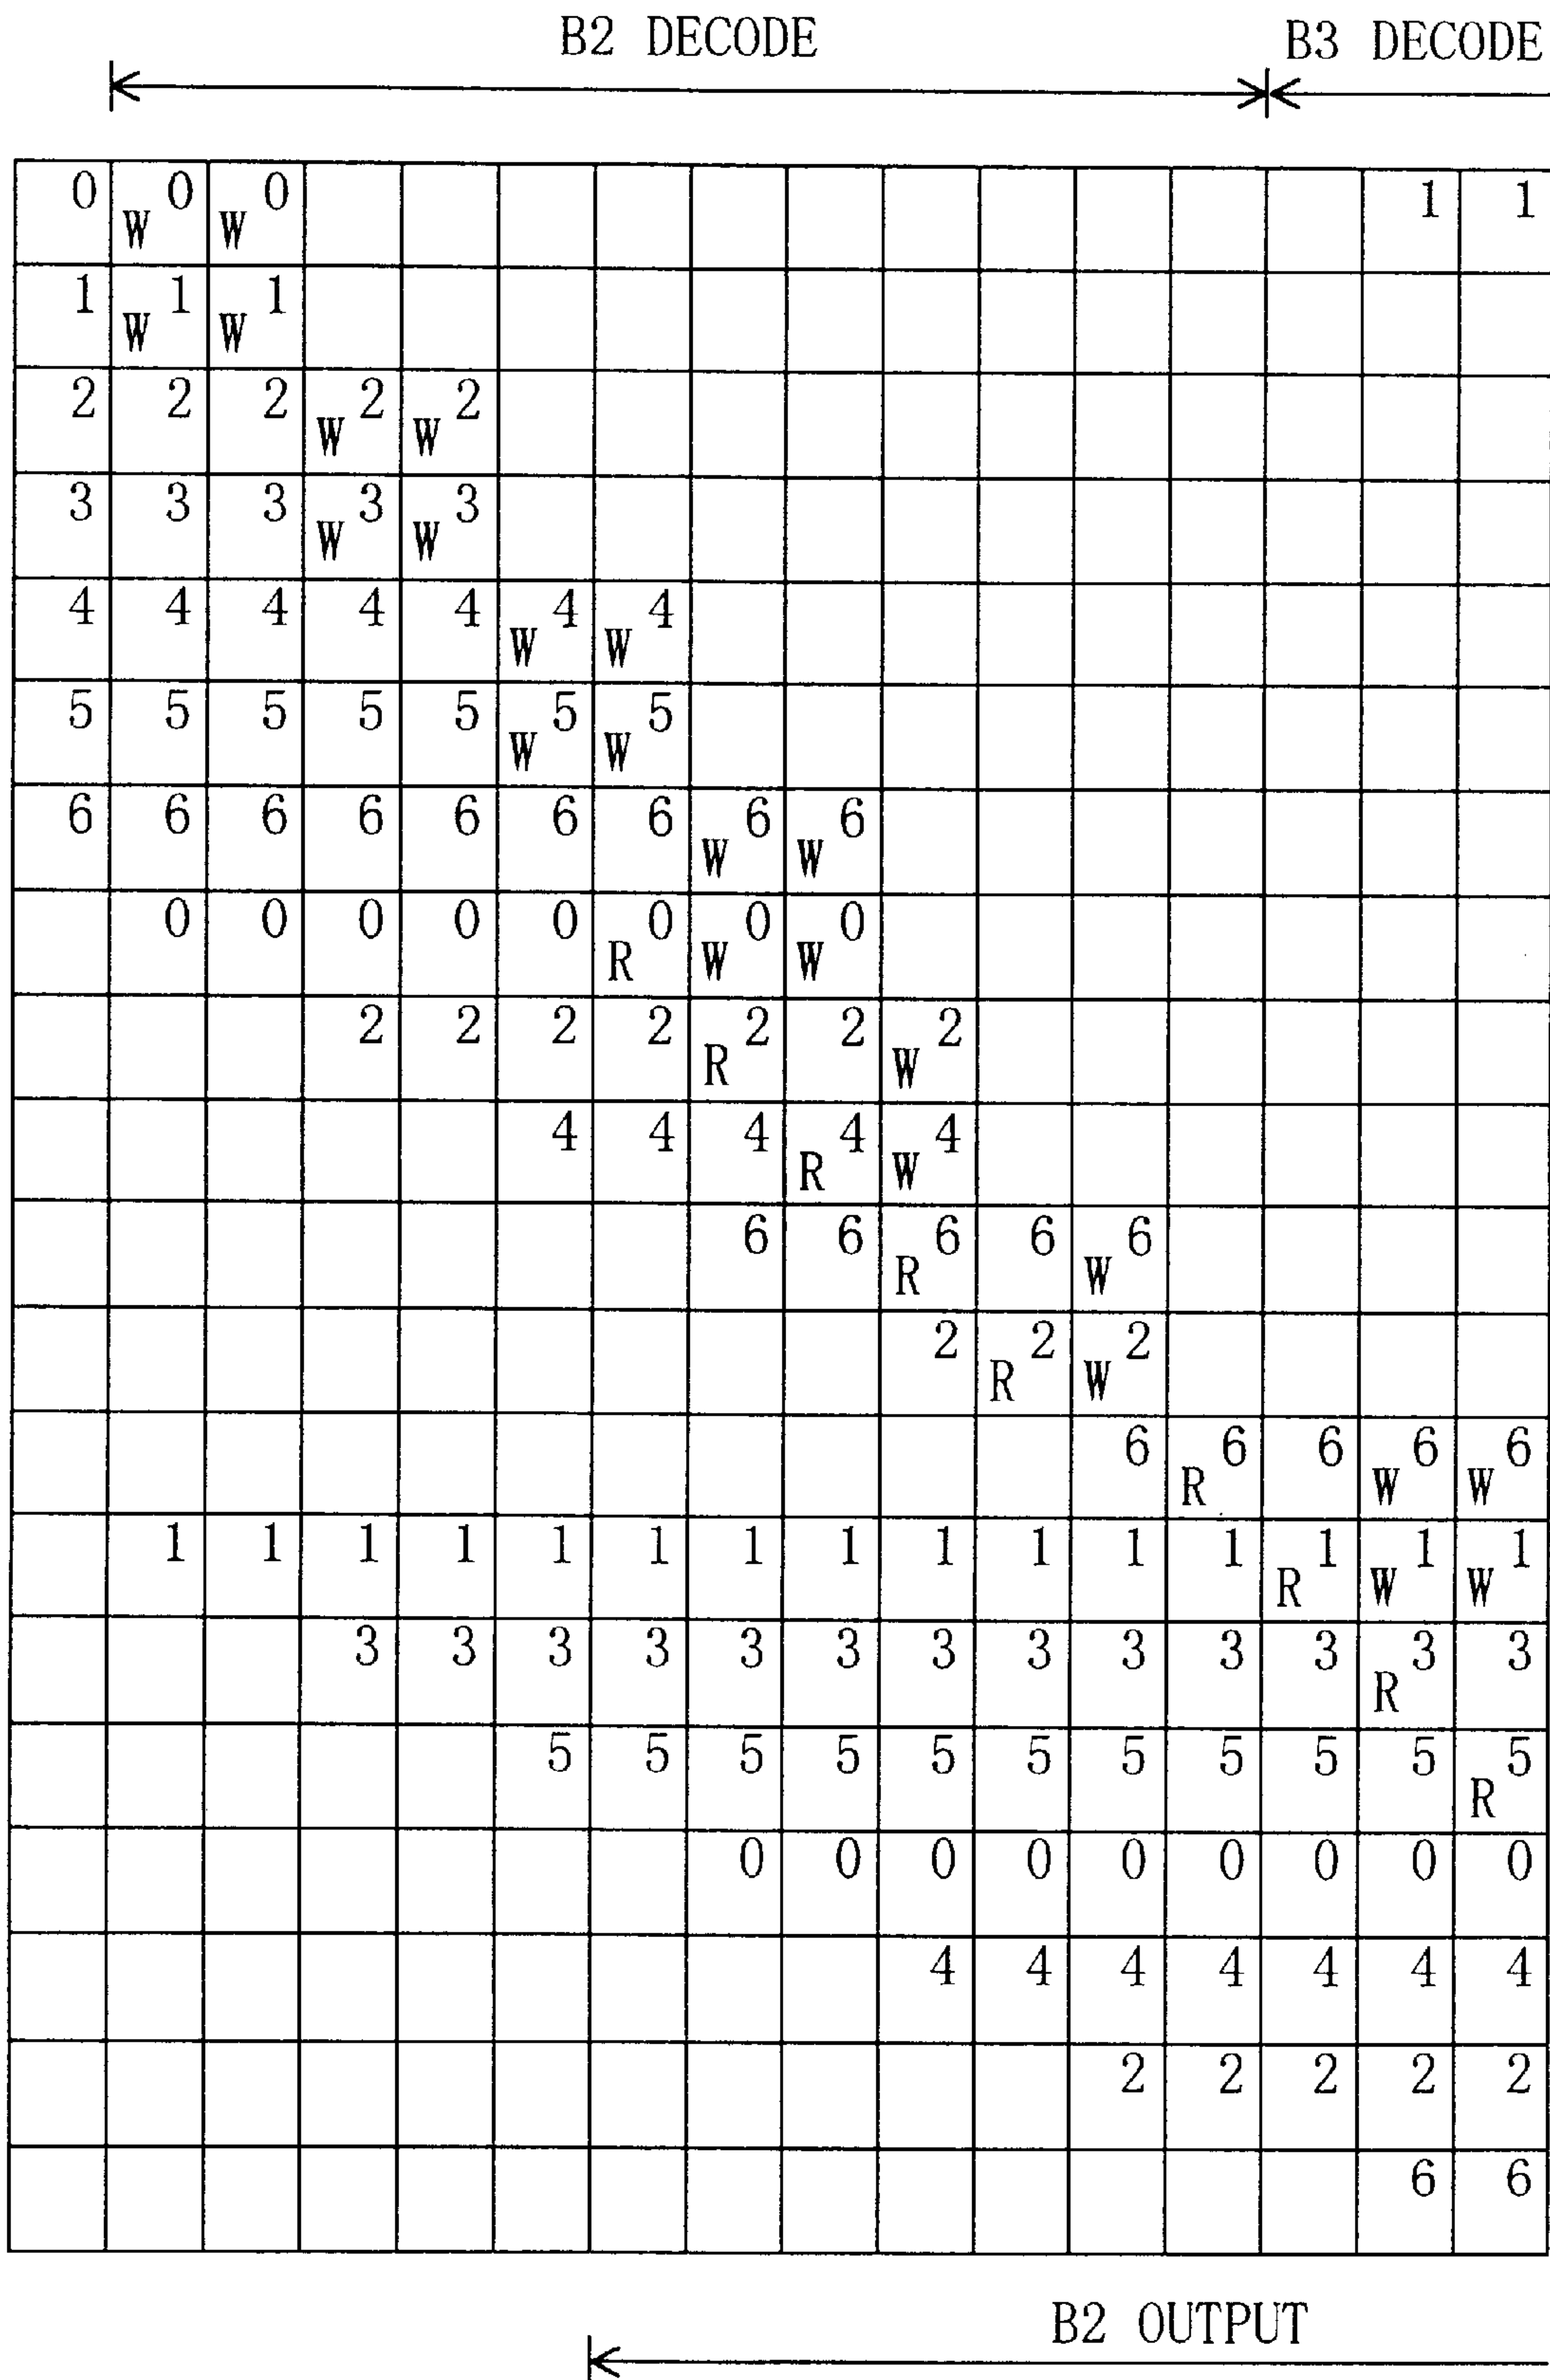 B2 DECODE B3 DECODE
0 W 0 W 0 1 1
1 W 1 W 1
2 2 2 W 2 W 2
3 3 3 W 3 W 3
4 4 4 4 4 W 4 W 4
5 5 5 5 5 W 5 W 5
6 6 6 6 6 6 6 W 6 W 6
0 0 0 0 0 R 0 W 0 W 0
2 2 2 2 R 2 2 W 2
4 4 4 R 4 W 4
6 6 R 6 6 W 6
2 R 2 W 2
6 R 6 6 W 6 W 6
1 1 1 1 1 1 1 1 1 1 1 1 R 1 W 1 W 1
3 3 3 3 3 3 3 3 3 3 3 R 3 3
5 5 5 5 5 5 5 5 5 5 R 5
0 0 0 0 0 0 0 0 0
4 4 4 4 4 4 4
2 2 2 2 2
6 6
B2 OUTPUT